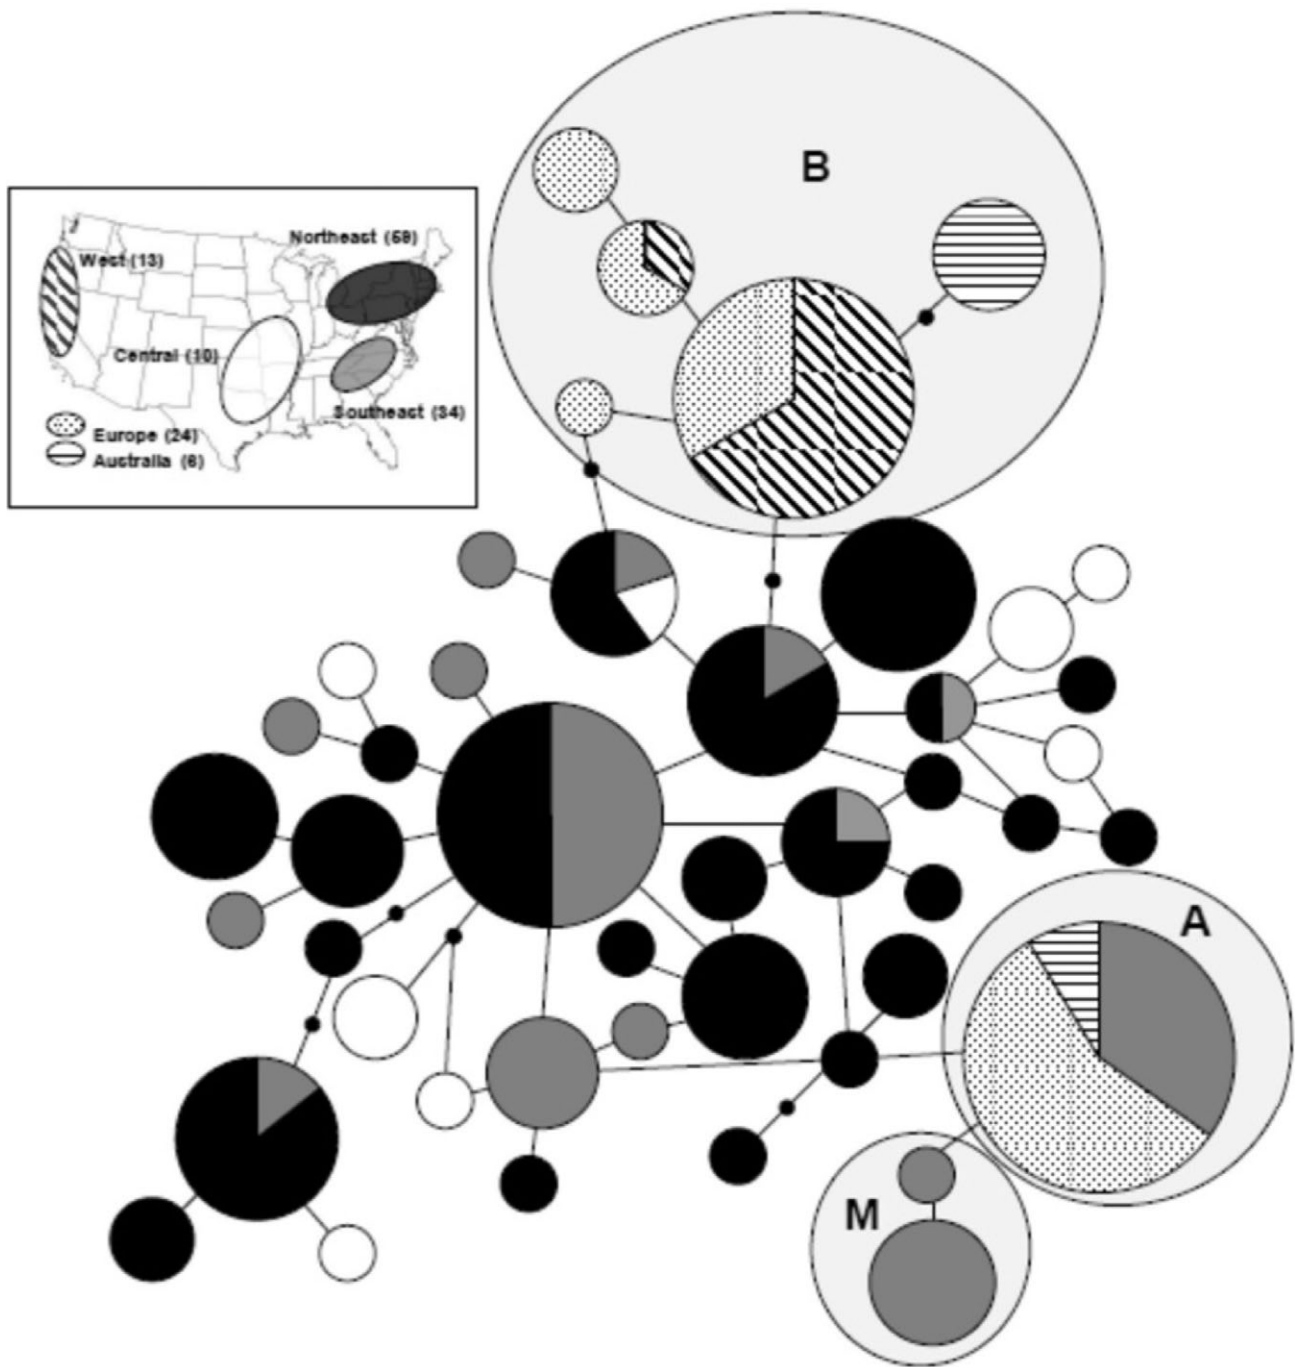 B
Northeast (59)
West (13)
Central (10)
Southeast (34)
Europe (24)
Australia (6)
A
M